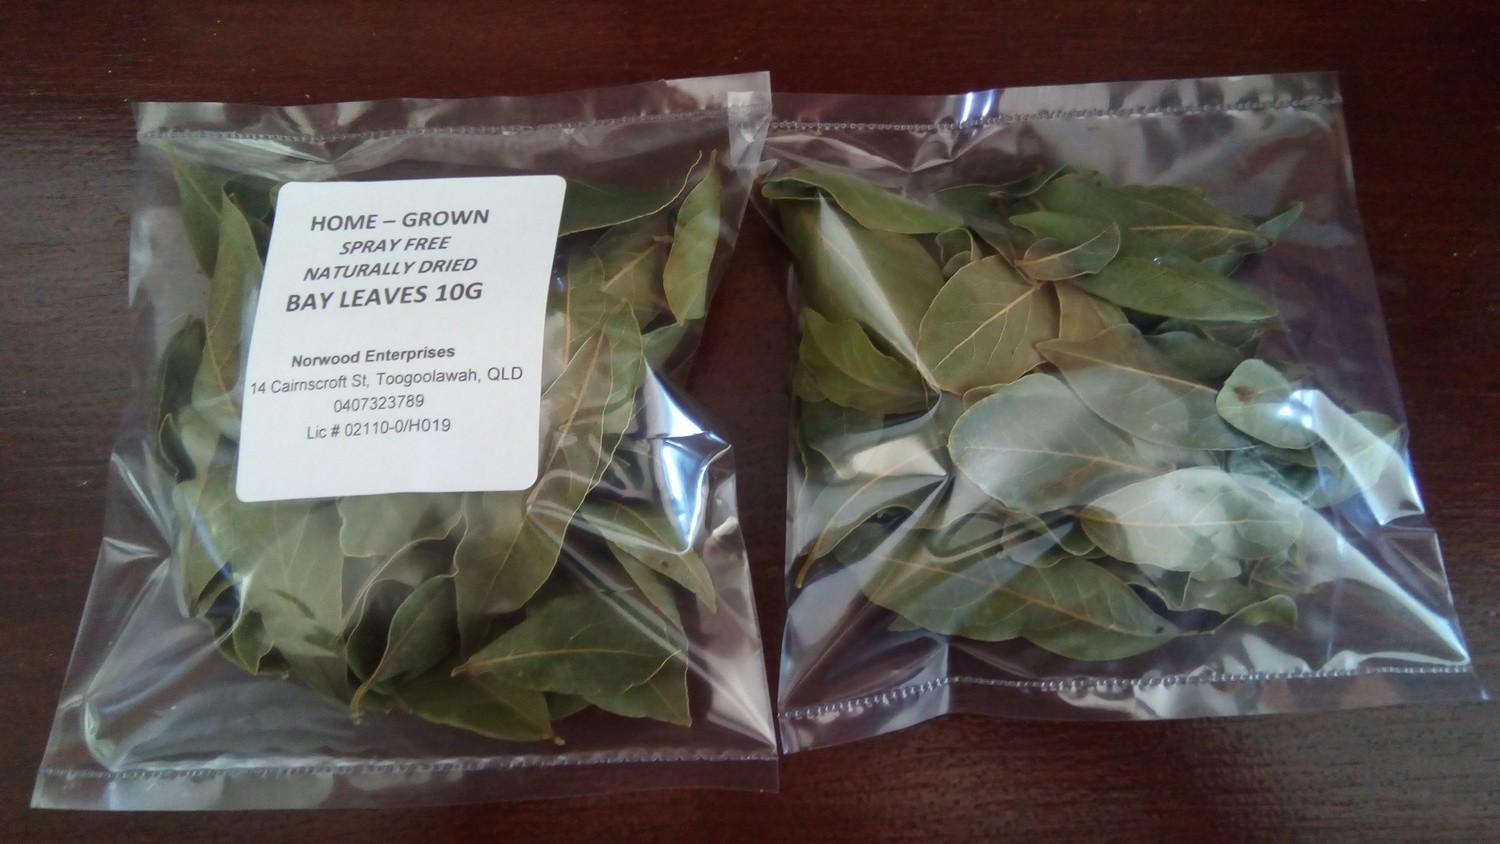 HOME – GROWN
SPRAY FREE
NATURALLY DRIED
BAY LEAVES 10G
Norwood Enterprises
14 Cairnscroft St, Toogoolawah, QLD
0407323789
Lic # 02110-0/H019